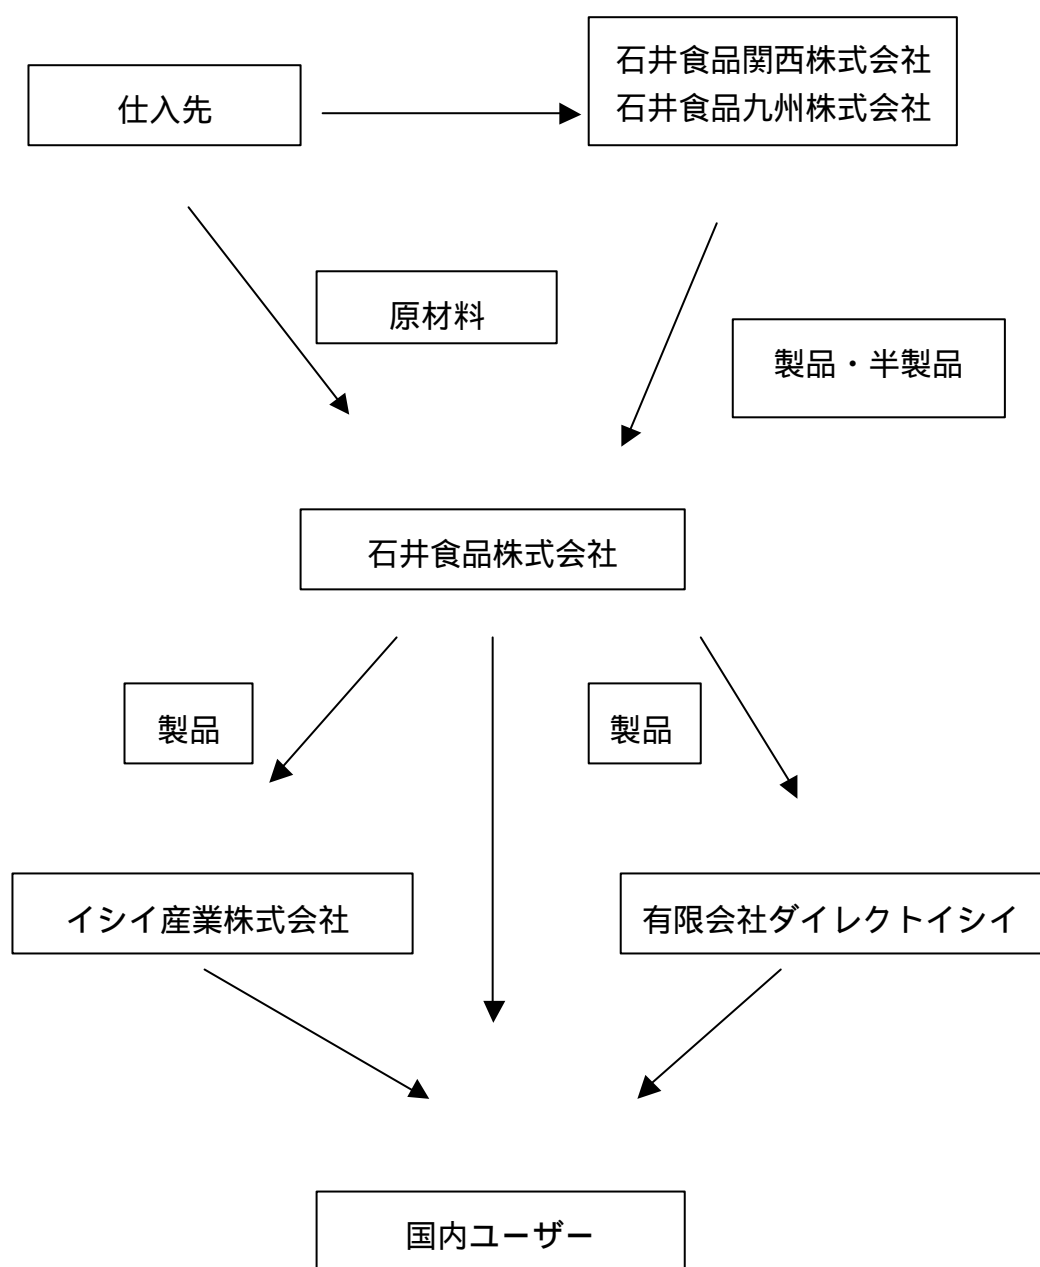 仕入先
石井食品関西株式会社
石井食品九州株式会社
原材料
製品・半製品
石井食品株式会社
製品
製品
イシイ産業株式会社
有限会社ダイレクトイシイ
国内ユーザー